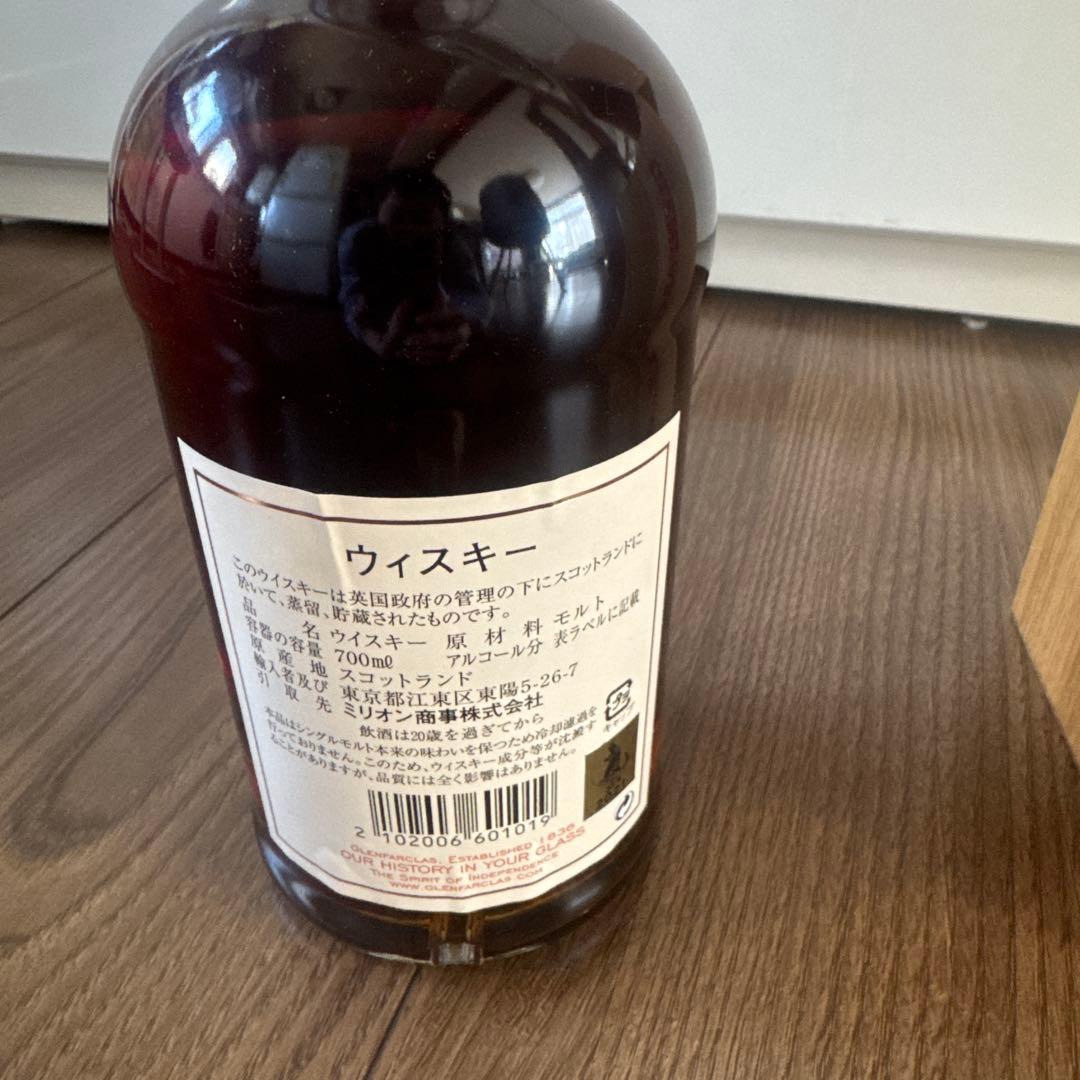 ウィスキー
このウイスキーは英国政府の管理の下にスコットランドに
於いて、蒸留、貯蔵されたものです。
品名 ウイスキー 原材料 モルト
容器の容量 700㎖ アルコール分 表ラベルに記載
原産地 スコットランド
輸入者及び 東京都江東区東陽5-26-7
引取先 ミリオン商事株式会社
飲酒は20歳を過ぎてから
本品はシングルモルト本来の味わいを保つため冷却濾過を
行っておりません。このため、ウイスキー成分等が沈澱す
ることがありますが、品質には全く影響はありません。
キャップ
2 102006 601019
GLENFARCLAS, ESTABLISHED 1836
OUR HISTORY IN YOUR GLASS
THE SPIRIT OF INDEPENDENCE
WWW.GLENFARCLAS.COM